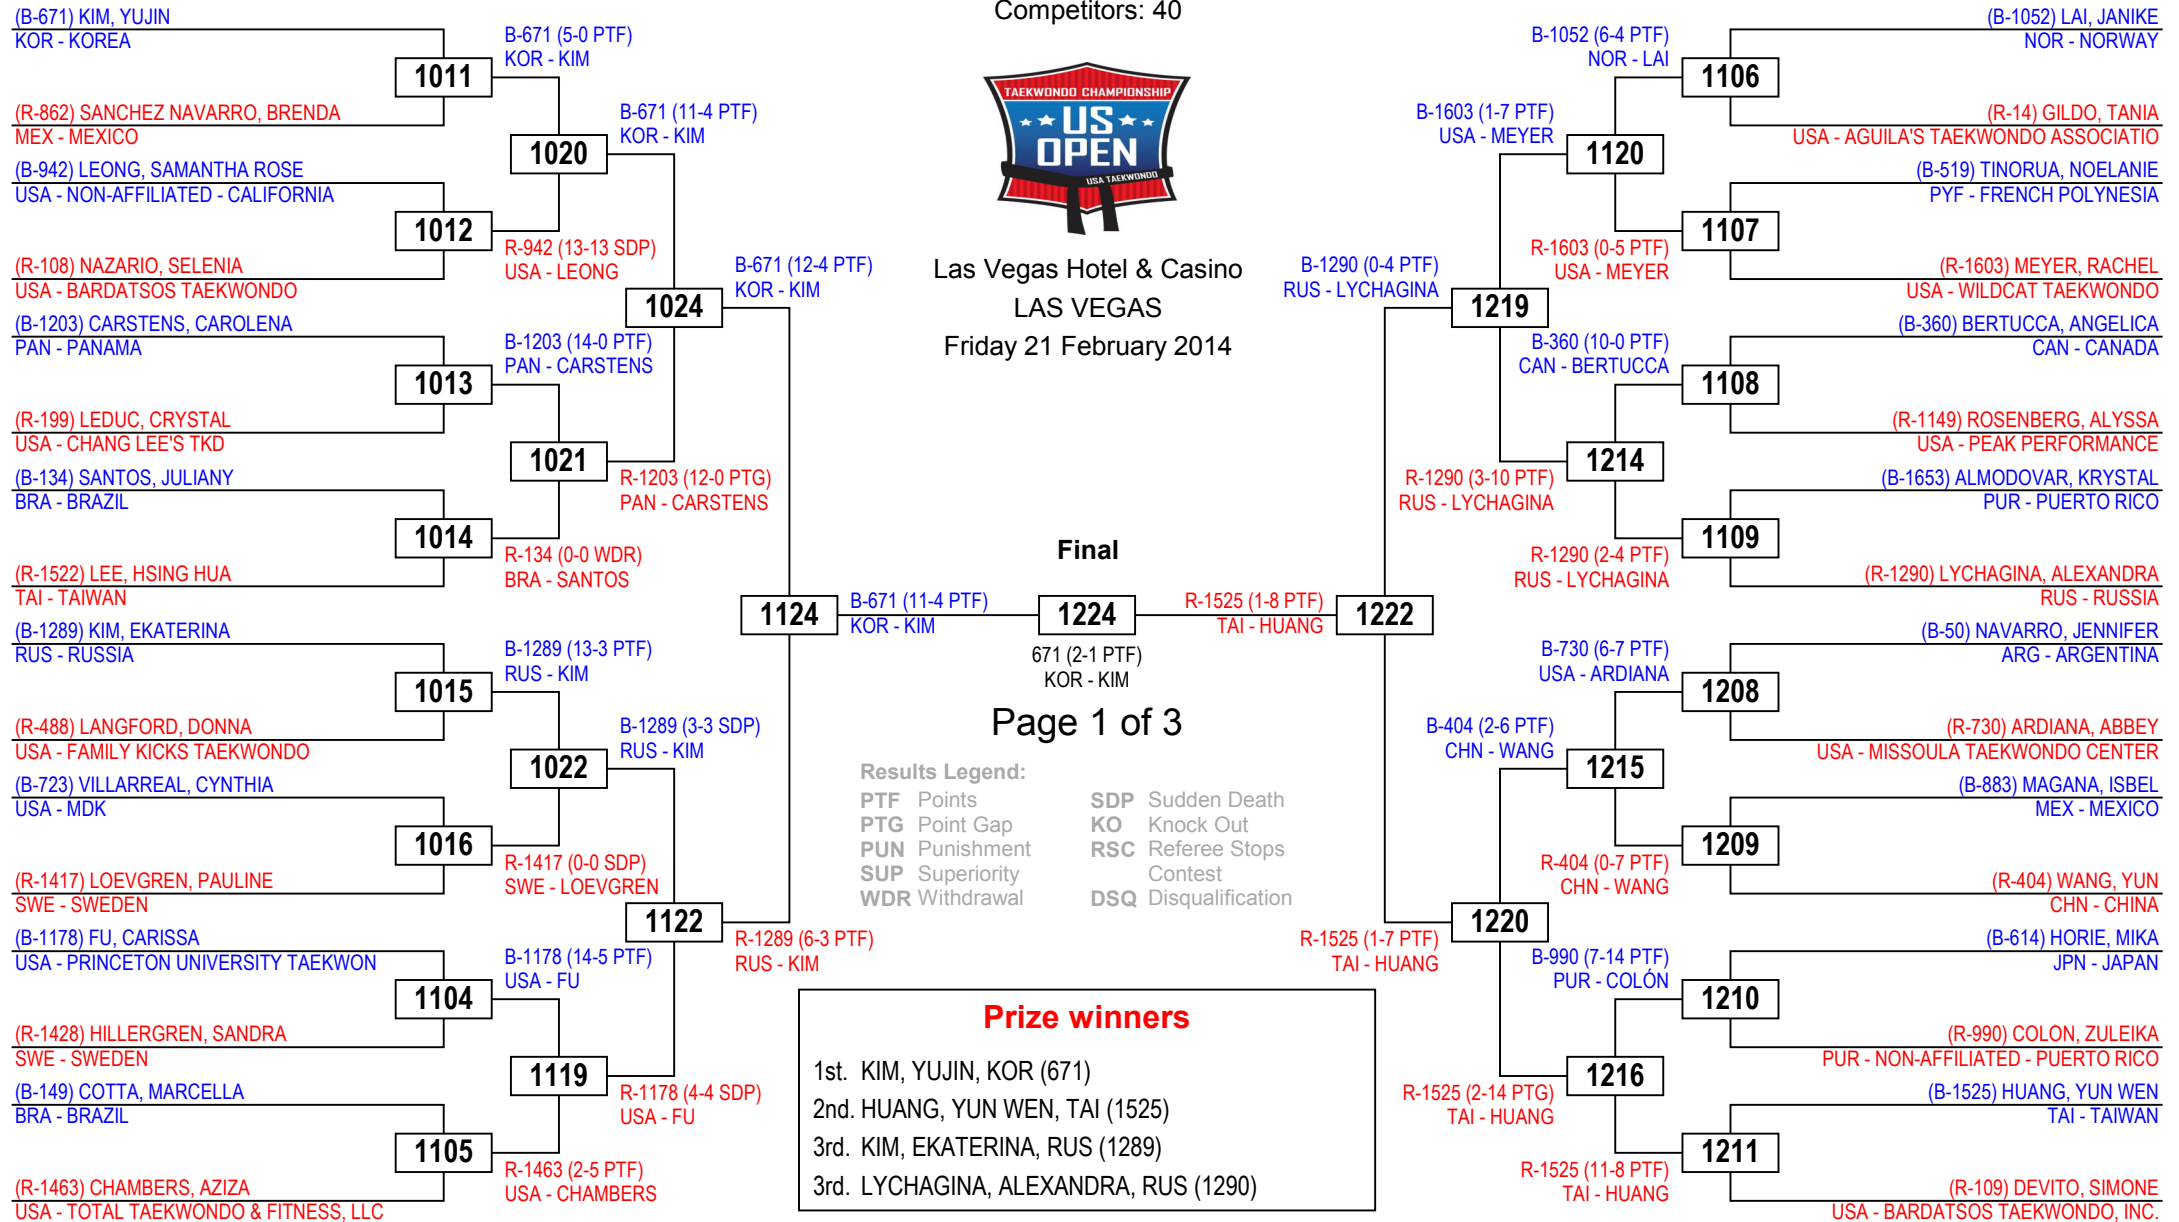 Competitors: 40
TAEKWONDO CHAMPIONSHIP
US
OPEN
USA TAEKWONDO
Las Vegas Hotel & Casino
LAS VEGAS
Friday 21 February 2014
(B-671) KIM, YUJIN
KOR - KOREA
1011
(R-862) SANCHEZ NAVARRO, BRENDA
MEX - MEXICO
(B-942) LEONG, SAMANTHA ROSE
USA - NON-AFFILIATED - CALIFORNIA
1012
(R-108) NAZARIO, SELENIA
USA - BARDATSOS TAEKWONDO
(B-1203) CARSTENS, CAROLENA
PAN - PANAMA
1013
(R-199) LEDUC, CRYSTAL
USA - CHANG LEE'S TKD
(B-134) SANTOS, JULIANY
BRA - BRAZIL
1014
(R-1522) LEE, HSING HUA
TAI - TAIWAN
(B-1289) KIM, EKATERINA
RUS - RUSSIA
1015
(R-488) LANGFORD, DONNA
USA - FAMILY KICKS TAEKWONDO
(B-723) VILLARREAL, CYNTHIA
USA - MDK
1016
(R-1417) LOEVGREN, PAULINE
SWE - SWEDEN
(B-1178) FU, CARISSA
USA - PRINCETON UNIVERSITY TAEKWON
1104
(R-1428) HILLERGREN, SANDRA
SWE - SWEDEN
(B-149) COTTA, MARCELLA
BRA - BRAZIL
1105
(R-1463) CHAMBERS, AZIZA
USA - TOTAL TAEKWONDO & FITNESS, LLC
B-671 (5-0 PTF)
KOR - KIM
1020
R-942 (13-13 SDP)
USA - LEONG
B-1203 (14-0 PTF)
PAN - CARSTENS
1021
R-134 (0-0 WDR)
BRA - SANTOS
B-1289 (13-3 PTF)
RUS - KIM
1022
R-1417 (0-0 SDP)
SWE - LOEVGREN
B-1178 (14-5 PTF)
USA - FU
1119
R-1463 (2-5 PTF)
USA - CHAMBERS
B-671 (11-4 PTF)
KOR - KIM
1024
R-1203 (12-0 PTG)
PAN - CARSTENS
B-1289 (3-3 SDP)
RUS - KIM
1122
R-1178 (4-4 SDP)
USA - FU
B-671 (12-4 PTF)
KOR - KIM
1124
R-1289 (6-3 PTF)
RUS - KIM
Final
B-671 (11-4 PTF)
KOR - KIM
1224
R-1525 (1-8 PTF)
TAI - HUANG
671 (2-1 PTF)
KOR - KIM
Page 1 of 3
Results Legend:
PTF Points
PTG Point Gap
PUN Punishment
SUP Superiority
WDR Withdrawal
SDP Sudden Death
KO Knock Out
RSC Referee Stops
Contest
DSQ Disqualification
B-1290 (0-4 PTF)
RUS - LYCHAGINA
1222
R-1525 (1-7 PTF)
TAI - HUANG
B-1603 (1-7 PTF)
USA - MEYER
1219
R-1290 (3-10 PTF)
RUS - LYCHAGINA
B-404 (2-6 PTF)
CHN - WANG
1220
R-1525 (2-14 PTG)
TAI - HUANG
B-1052 (6-4 PTF)
NOR - LAI
1120
R-1603 (0-5 PTF)
USA - MEYER
B-360 (10-0 PTF)
CAN - BERTUCCA
1214
R-1290 (2-4 PTF)
RUS - LYCHAGINA
B-730 (6-7 PTF)
USA - ARDIANA
1215
R-404 (0-7 PTF)
CHN - WANG
B-990 (7-14 PTF)
PUR - COLÓN
1216
R-1525 (11-8 PTF)
TAI - HUANG
(B-1052) LAI, JANIKE
NOR - NORWAY
1106
(R-14) GILDO, TANIA
USA - AGUILA'S TAEKWONDO ASSOCIATIO
(B-519) TINORUA, NOELANIE
PYF - FRENCH POLYNESIA
1107
(R-1603) MEYER, RACHEL
USA - WILDCAT TAEKWONDO
(B-360) BERTUCCA, ANGELICA
CAN - CANADA
1108
(R-1149) ROSENBERG, ALYSSA
USA - PEAK PERFORMANCE
(B-1653) ALMODOVAR, KRYSTAL
PUR - PUERTO RICO
1109
(R-1290) LYCHAGINA, ALEXANDRA
RUS - RUSSIA
(B-50) NAVARRO, JENNIFER
ARG - ARGENTINA
1208
(R-730) ARDIANA, ABBEY
USA - MISSOULA TAEKWONDO CENTER
(B-883) MAGANA, ISBEL
MEX - MEXICO
1209
(R-404) WANG, YUN
CHN - CHINA
(B-614) HORIE, MIKA
JPN - JAPAN
1210
(R-990) COLÓN, ZULEIKA
PUR - NON-AFFILIATED - PUERTO RICO
(B-1525) HUANG, YUN WEN
TAI - TAIWAN
1211
(R-109) DEVITO, SIMONE
USA - BARDATSOS TAEKWONDO, INC.
Prize winners
1st. KIM, YUJIN, KOR (671)
2nd. HUANG, YUN WEN, TAI (1525)
3rd. KIM, EKATERINA, RUS (1289)
3rd. LYCHAGINA, ALEXANDRA, RUS (1290)